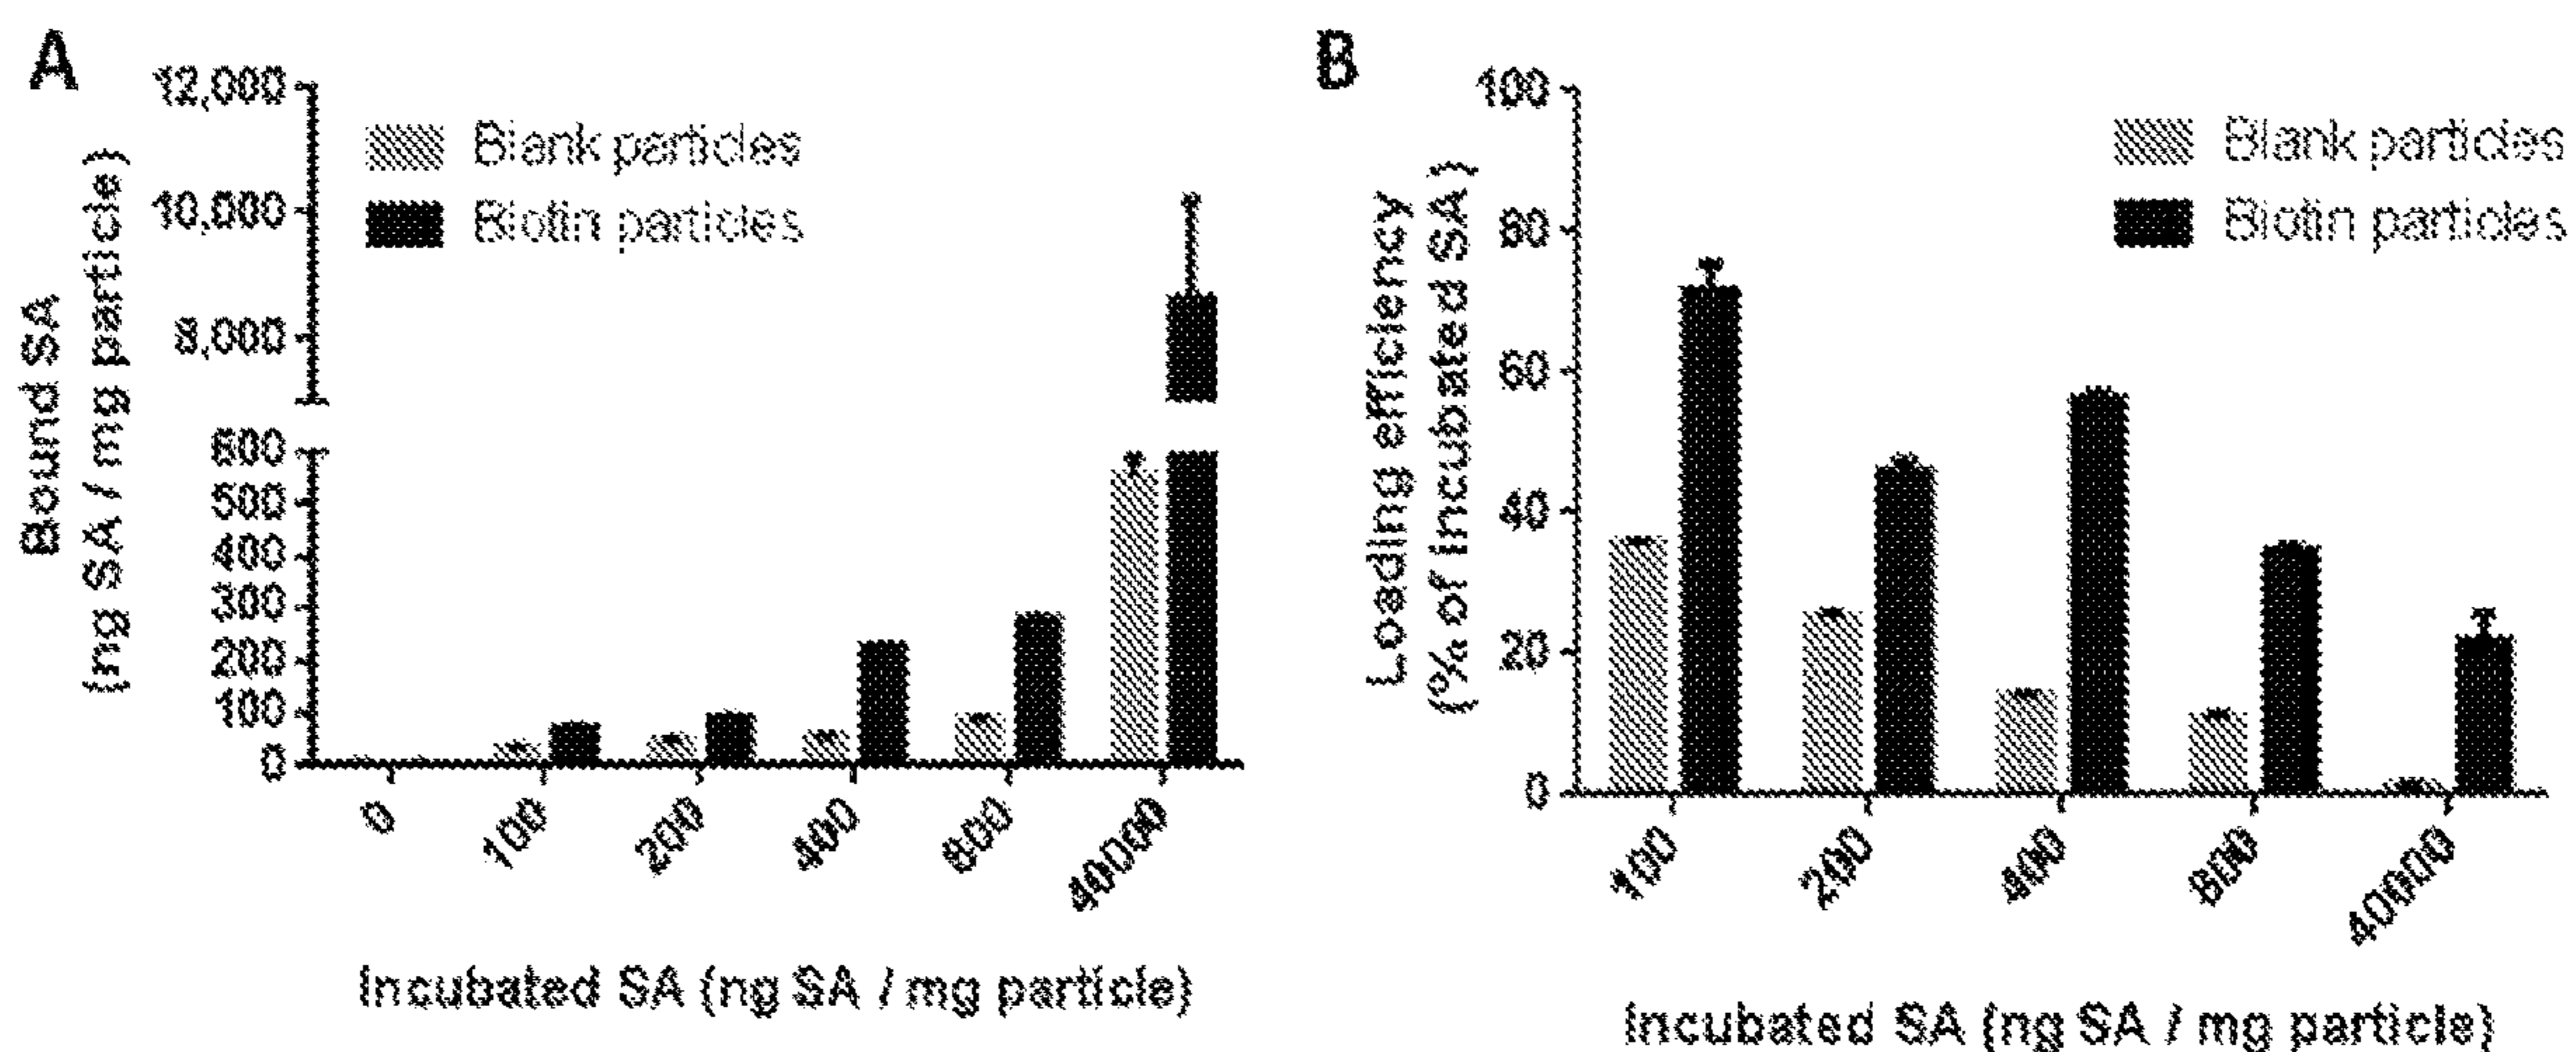 A
12,000
10,000
8,000
600
500
400
300
200
100
0
Bound SA
(ng SA / mg particle)
Blank particles
Biotin particles
0
100
200
400
800
40000
Incubated SA (ng SA / mg particle)
B
100
80
60
40
20
0
Loading efficiency
(% of incubated SA)
Blank particles
Biotin particles
100
200
400
800
40000
Incubated SA (ng SA / mg particle)